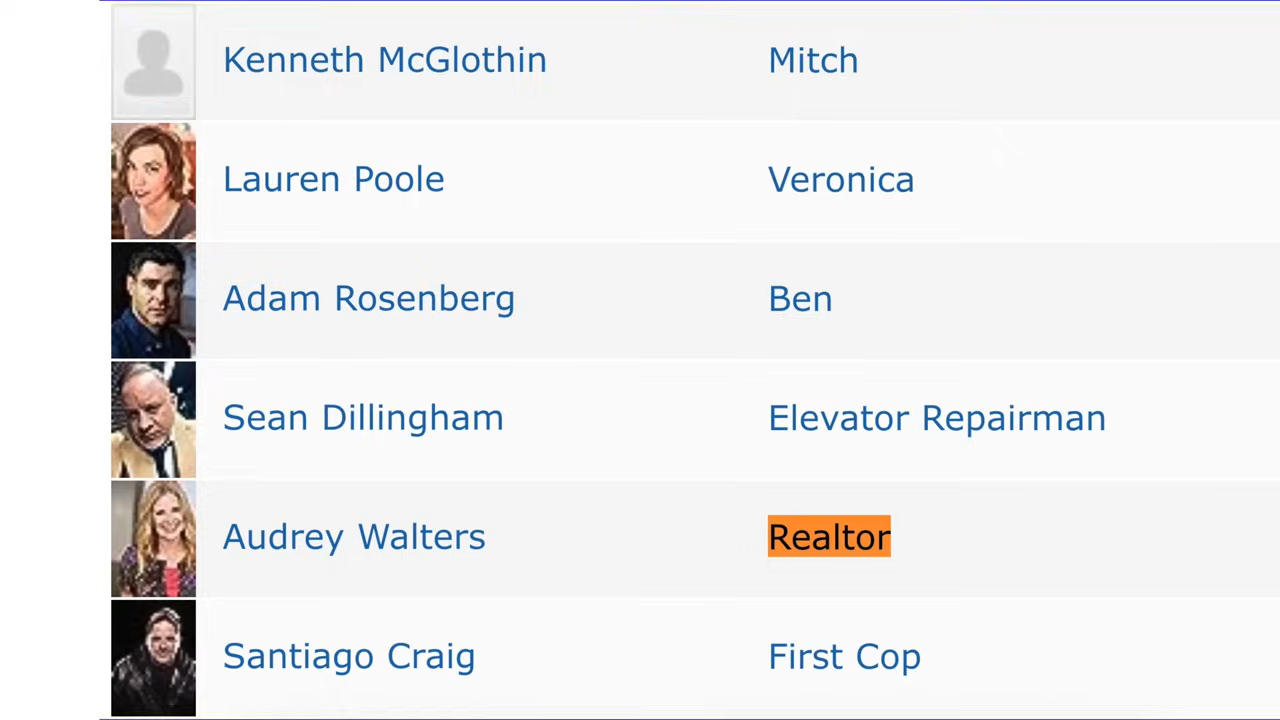 Kenneth McGlothin Mitch
Lauren Poole Veronica
Adam Rosenberg Ben
Sean Dillingham Elevator Repairman
Audrey Walters Realtor
Santiago Craig First Cop